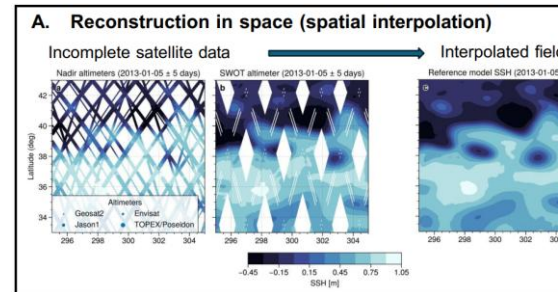 A. Reconstruction in space (spatial interpolation)
Incomplete satellite data
Interpolated field
Nadir altimeters (2013-01-05 ± 5 days)
SWOT altimeter (2013-01-05 ± 5 days)
Reference model SSH (2013-01-05
a
b
c
Latitude (deg)
42
40
38
36
34
Altimeters
Geosat2
Envisat
Jason1
TOPEX/Poseidon
296 298 300 302 304
296 298 300 302 304
296 298 300 302 304
−0.45 −0.15 0.15 0.45 0.75 1.05
SSH [m]